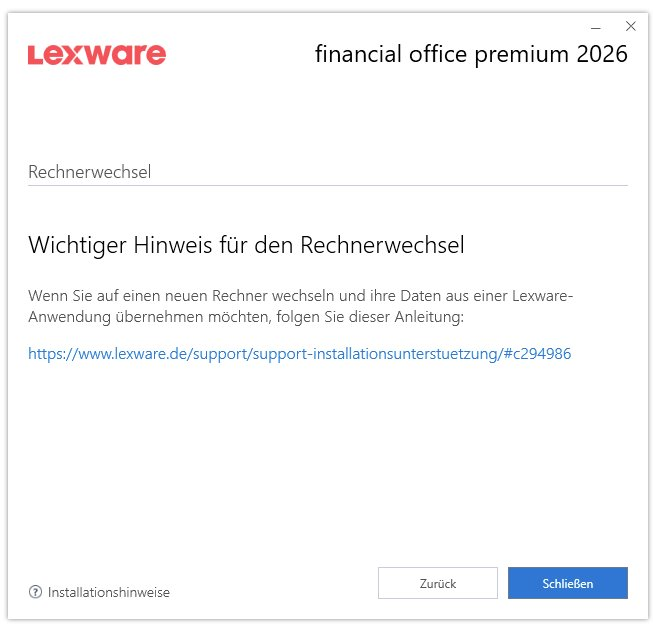 Lexware
financial office premium 2026
Rechnerwechsel
Wichtiger Hinweis für den Rechnerwechsel
Wenn Sie auf einen neuen Rechner wechseln und ihre Daten aus einer Lexware-
Anwendung übernehmen möchten, folgen Sie dieser Anleitung:
https://www.lexware.de/support/support-installationsunterstuetzung/#c294986
? Installationshinweise
Zurück
Schließen